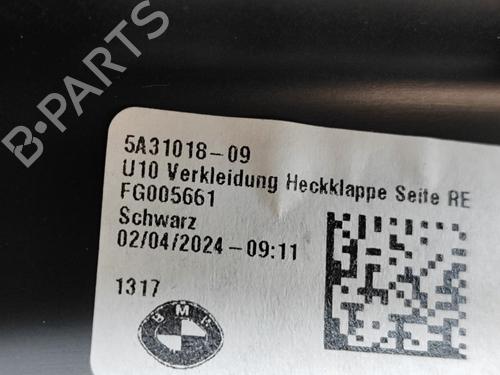 B-PARTS
5A31018-09
U10 Verkleidung Heckklappe Seite RE
FG005661
Schwarz
02/04/2024-09:11
1317
BMW